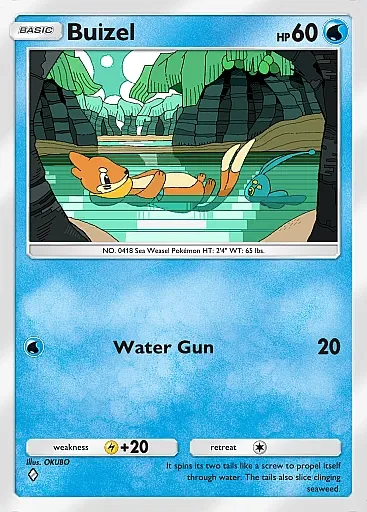 BASIC Buizel HP 60
NO. 0418 Sea Weasel Pokémon HT: 2'4" WT: 65 lbs.
Water Gun 20
weakness +20 retreat
Illus. OKUBO
It spins its two tails like a screw to propel itself
through water. The tails also slice clinging
seaweed.